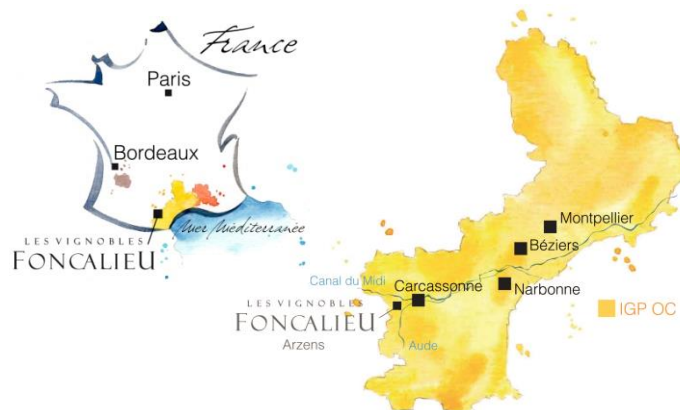 France
Paris
Bordeaux
Mer Méditerranée
LES VIGNOBLES
FONCALIEU
Montpellier
Béziers
Canal du Midi
Carcassonne
Narbonne
LES VIGNOBLES
FONCALIEU
Arzens
Aude
IGP OC